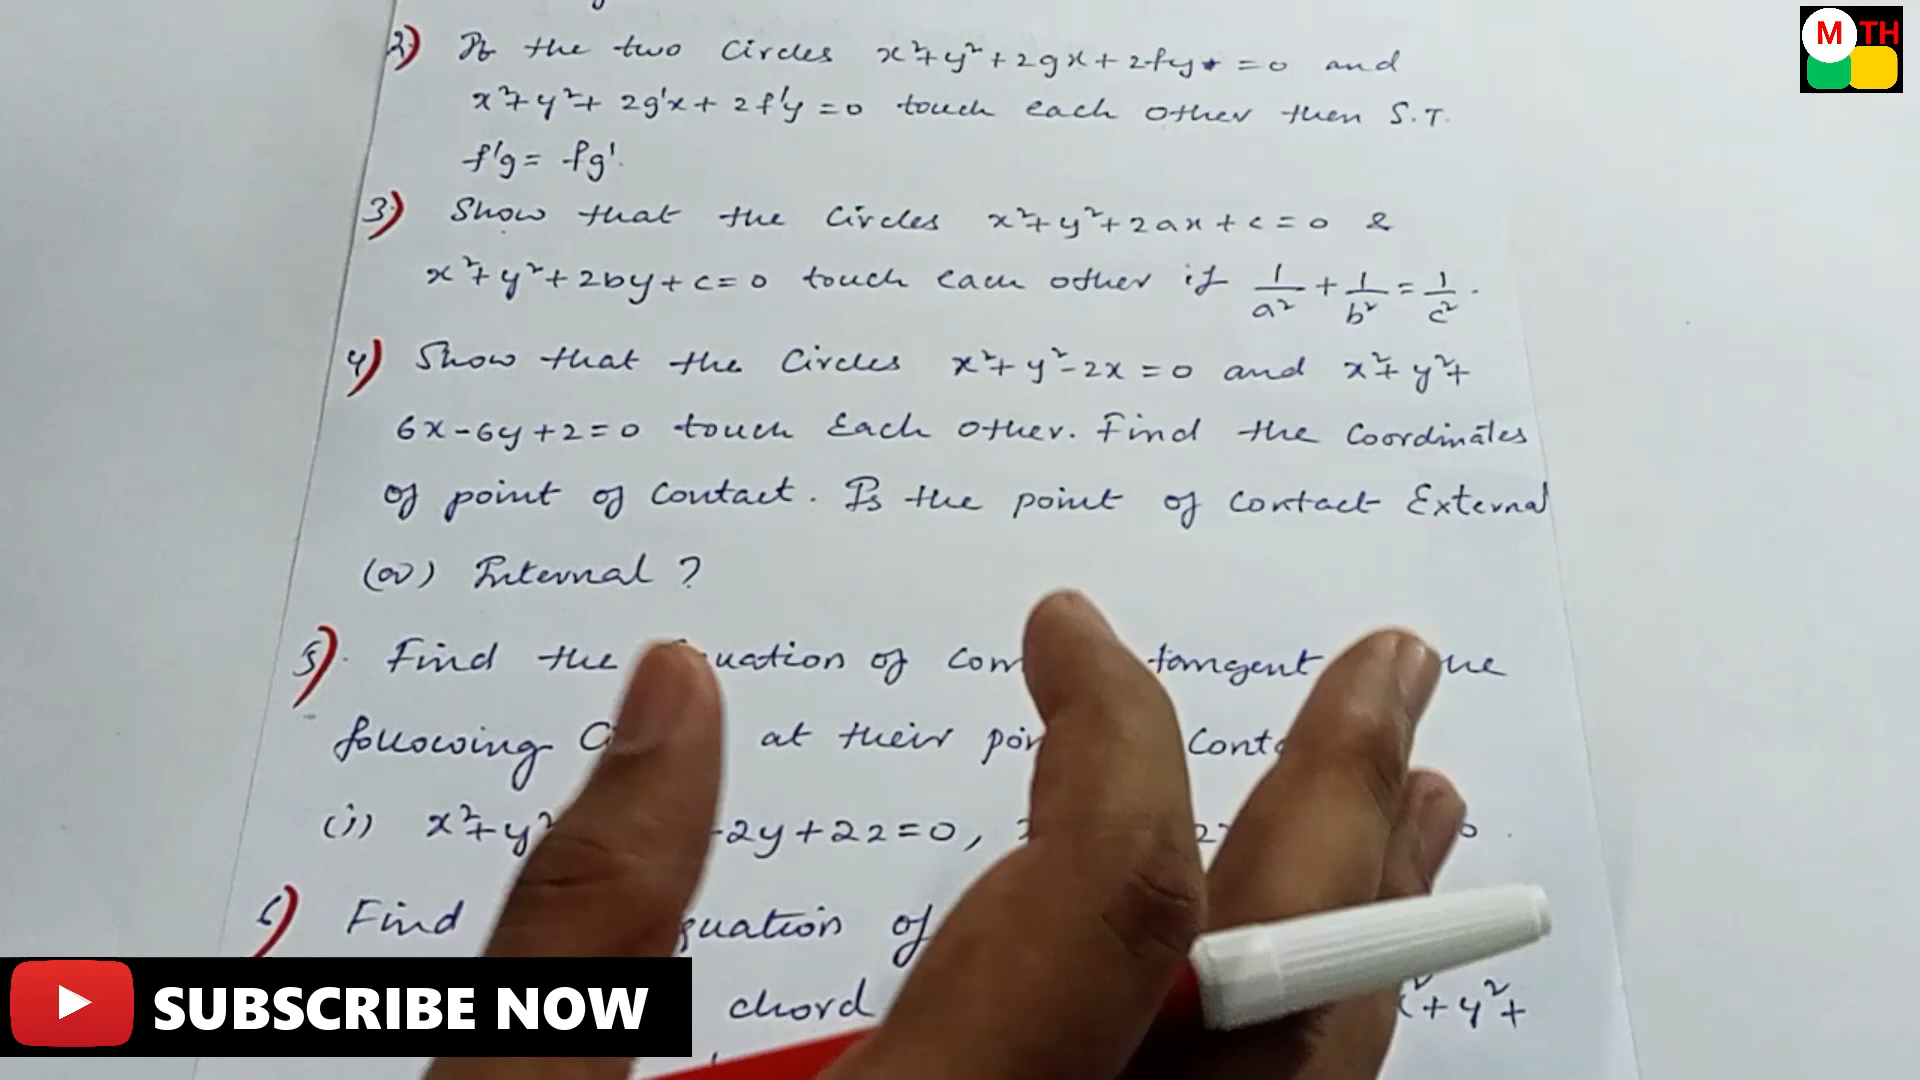 M TH
2) If the two Circles x²+y²+2gx+2fy = 0 and
x²+y²+ 2g'x + 2f'y = 0 touch each other then S.T.
f'g = fg'.
3) Show that the Circles x²+y²+2ax+c=0 &
x²+y²+2by+c=0 touch each other if 1/a² + 1/b² = 1/c².
4) Show that the Circles x²+y²-2x=0 and x²+y²+
6x-6y+2=0 touch Each Other. Find the Coordinates
of point of Contact. Is the point of Contact External
(or) Internal ?
5) Find the of tangent
following at their
(i) x²+y² -2y+22=0,
6) Find of
chord x²+y²+
SUBSCRIBE NOW